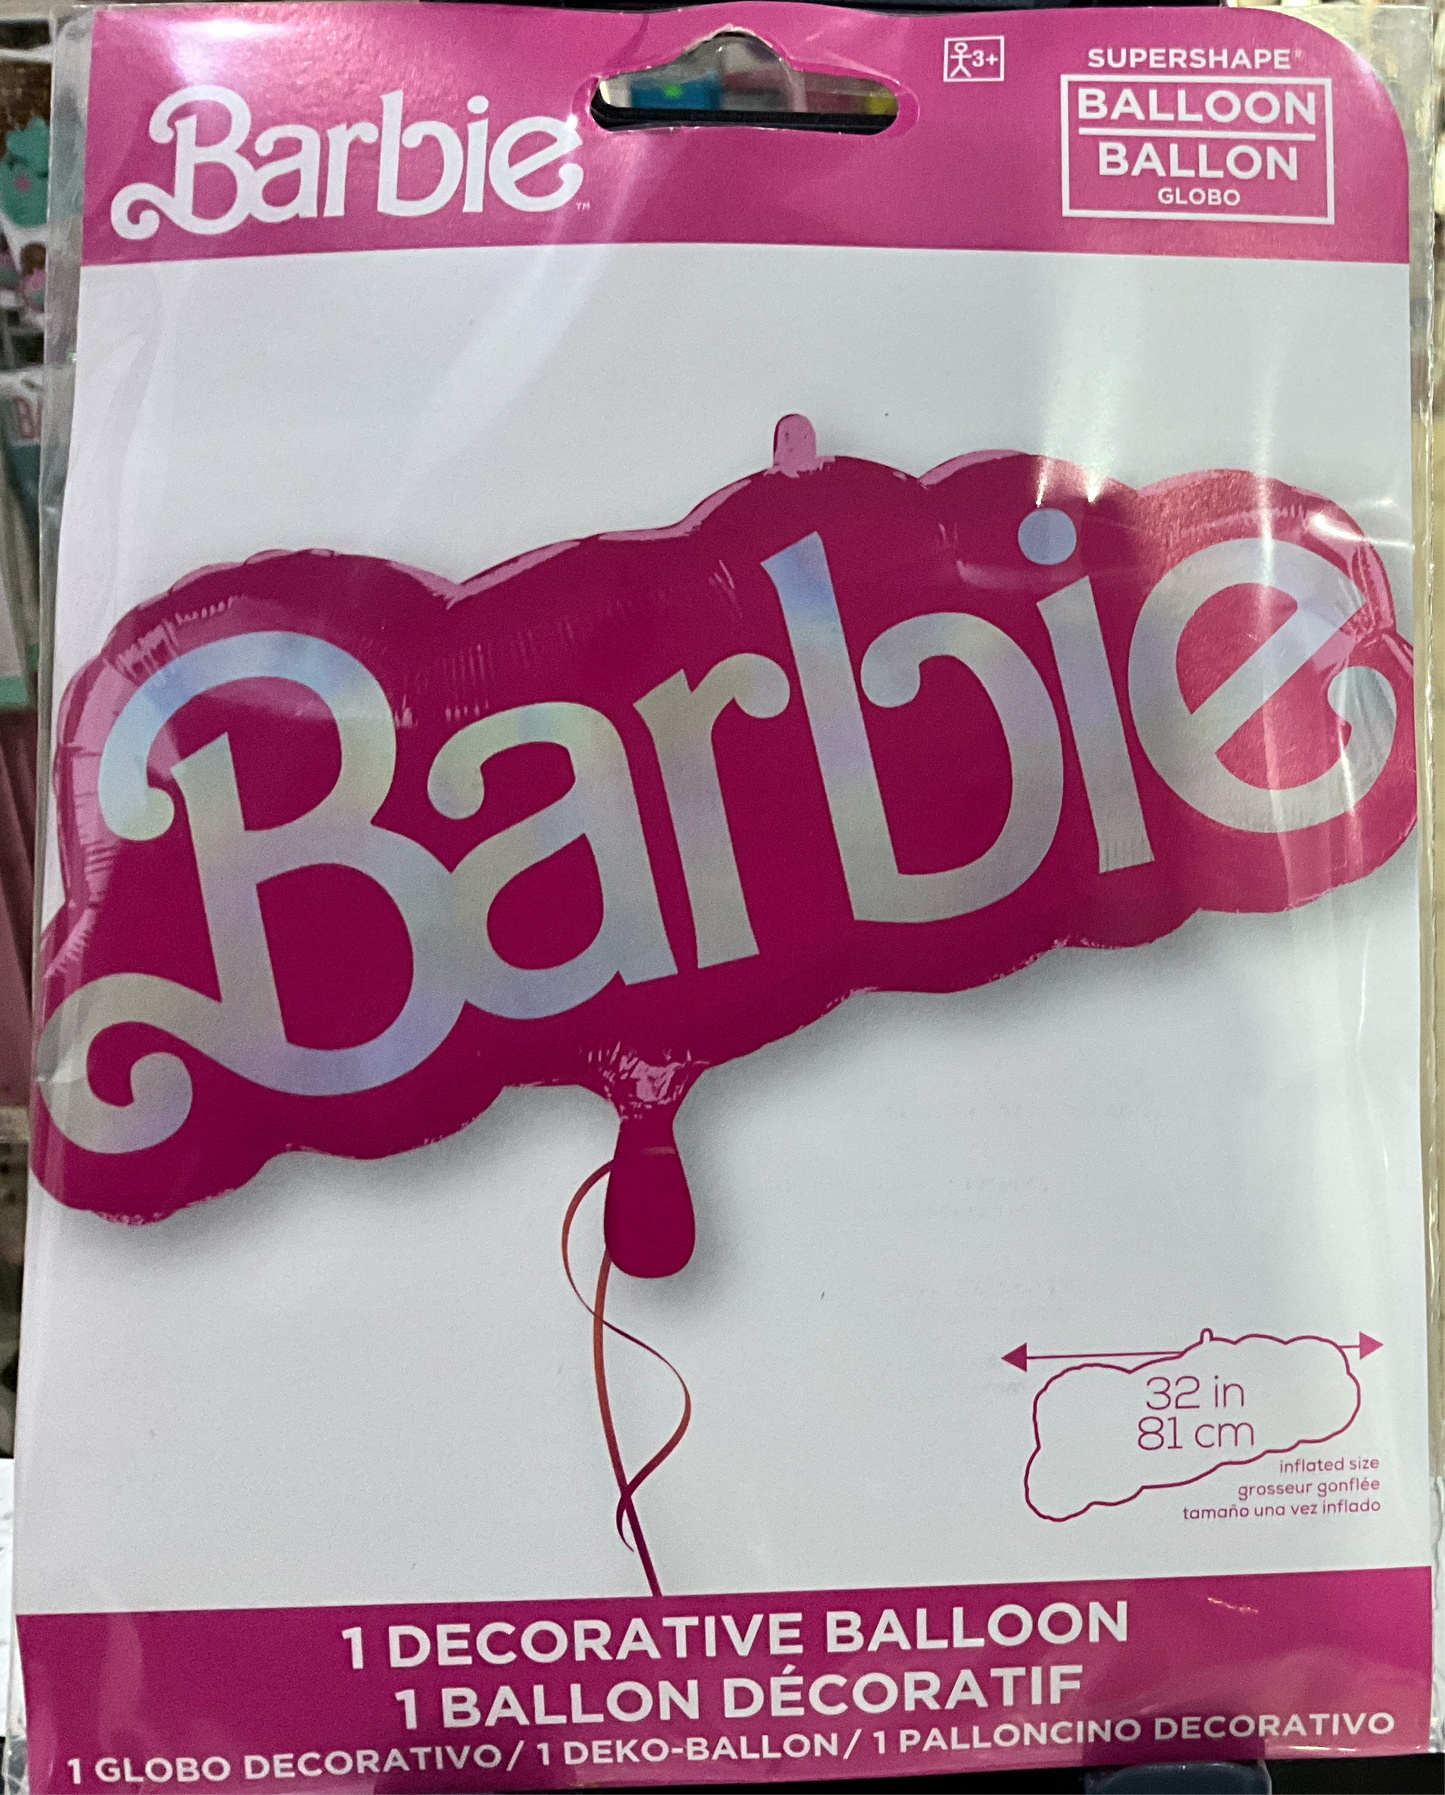 Barbie™
3+
SUPERSHAPE®
BALLOON
BALLON
GLOBO
Barbie
32 in
81 cm
inflated size
grosseur gonflée
tamaño una vez inflado
1 DECORATIVE BALLOON
1 BALLON DÉCORATIF
1 GLOBO DECORATIVO / 1 DEKO-BALLON / 1 PALLONCINO DECORATIVO